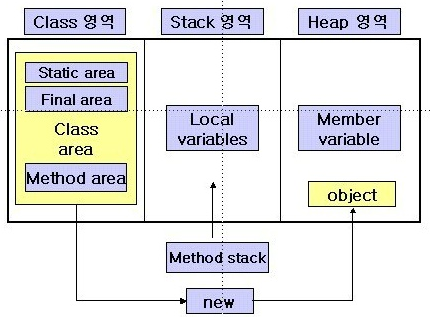 Class 영역
Stack 영역
Heap 영역
Static area
Final area
Class
area
Method area
Local
variables
Member
variable
object
Method stack
new